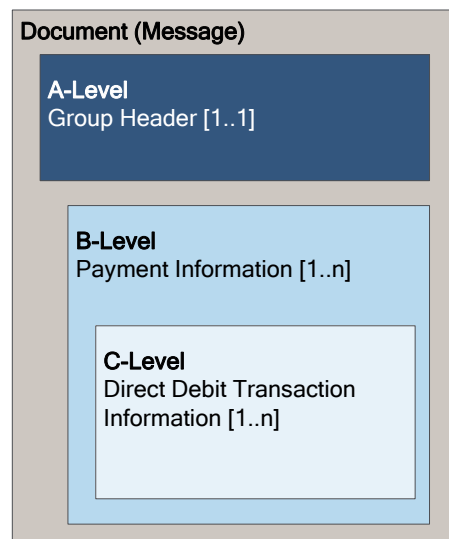 Document (Message)
A-Level
Group Header [1..1]
B-Level
Payment Information [1..n]
C-Level
Direct Debit Transaction
Information [1..n]